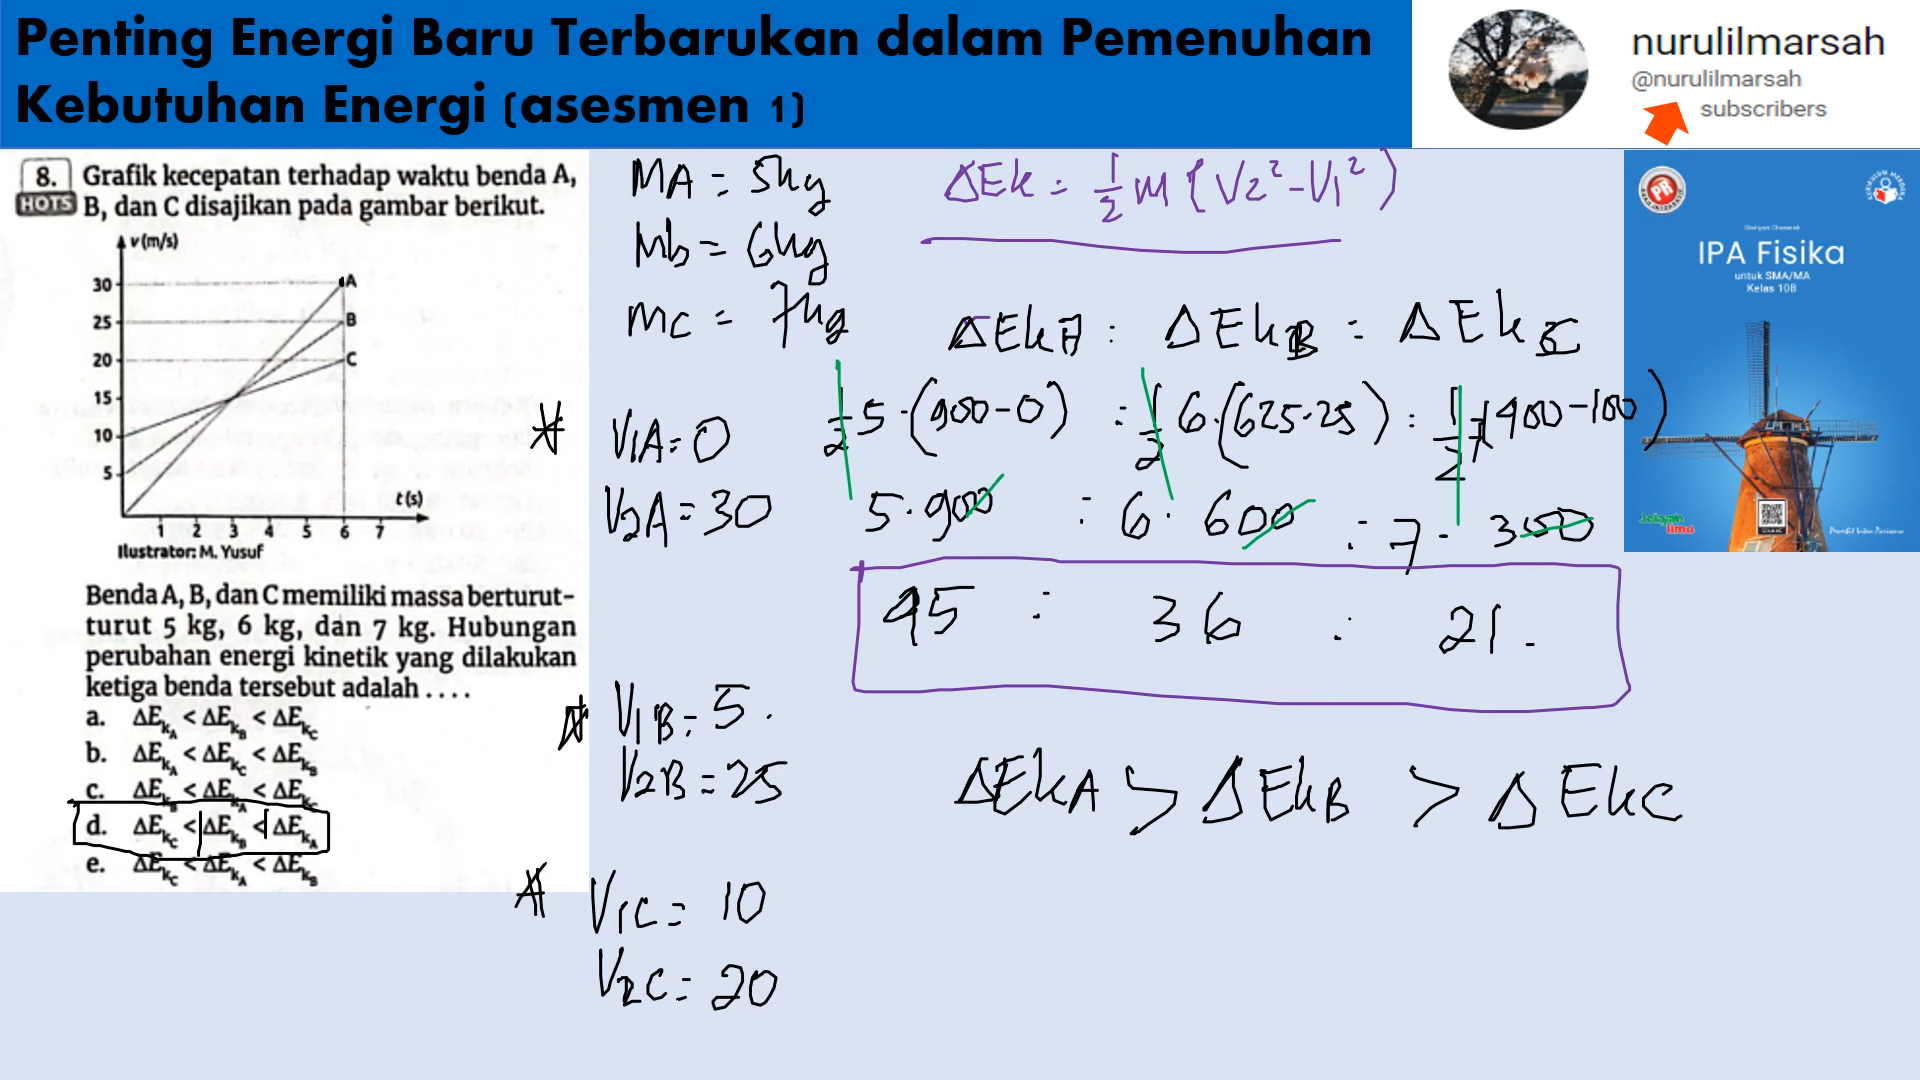 Penting Energi Baru Terbarukan dalam Pemenuhan
Kebutuhan Energi (asesmen 1)
nurulilmarsah
@nurulilmarsah
subscribers
8. Grafik kecepatan terhadap waktu benda A,
HOTS B, dan C disajikan pada gambar berikut.
v (m/s)
30 A
25 B
20 C
15
10
5
t (s)
1 2 3 4 5 6 7
Ilustrator: M. Yusuf
Benda A, B, dan C memiliki massa berturut-
turut 5 kg, 6 kg, dan 7 kg. Hubungan
perubahan energi kinetik yang dilakukan
ketiga benda tersebut adalah . . . .
a. ΔEkA < ΔEkB < ΔEkC
b. ΔEkA < ΔEkC < ΔEkB
c. ΔEkB < ΔEkA < ΔEkC
d. ΔEkC < ΔEkB < ΔEkA
e. ΔEkC < ΔEkA < ΔEkB
MA = 5kg
Mb = 6kg
mC = 7kg
V1A = 0
V2A = 30
V1B = 5.
V2B = 25
V1C = 10
V2C = 20
ΔEk = 1/2 m (V2² - V1²)
ΔEkA : ΔEkB = ΔEkC
1/2 5 · (900-0) : 1/2 6 · (625-25) : 1/2 7 (400-100)
5 · 900 : 6 · 600 : 7 · 300
45 : 36 : 21.
ΔEkA > ΔEkB > ΔEkC
PR
IPA Fisika
untuk SMA/MA
Kelas 10B
Jelajah
Ilmu